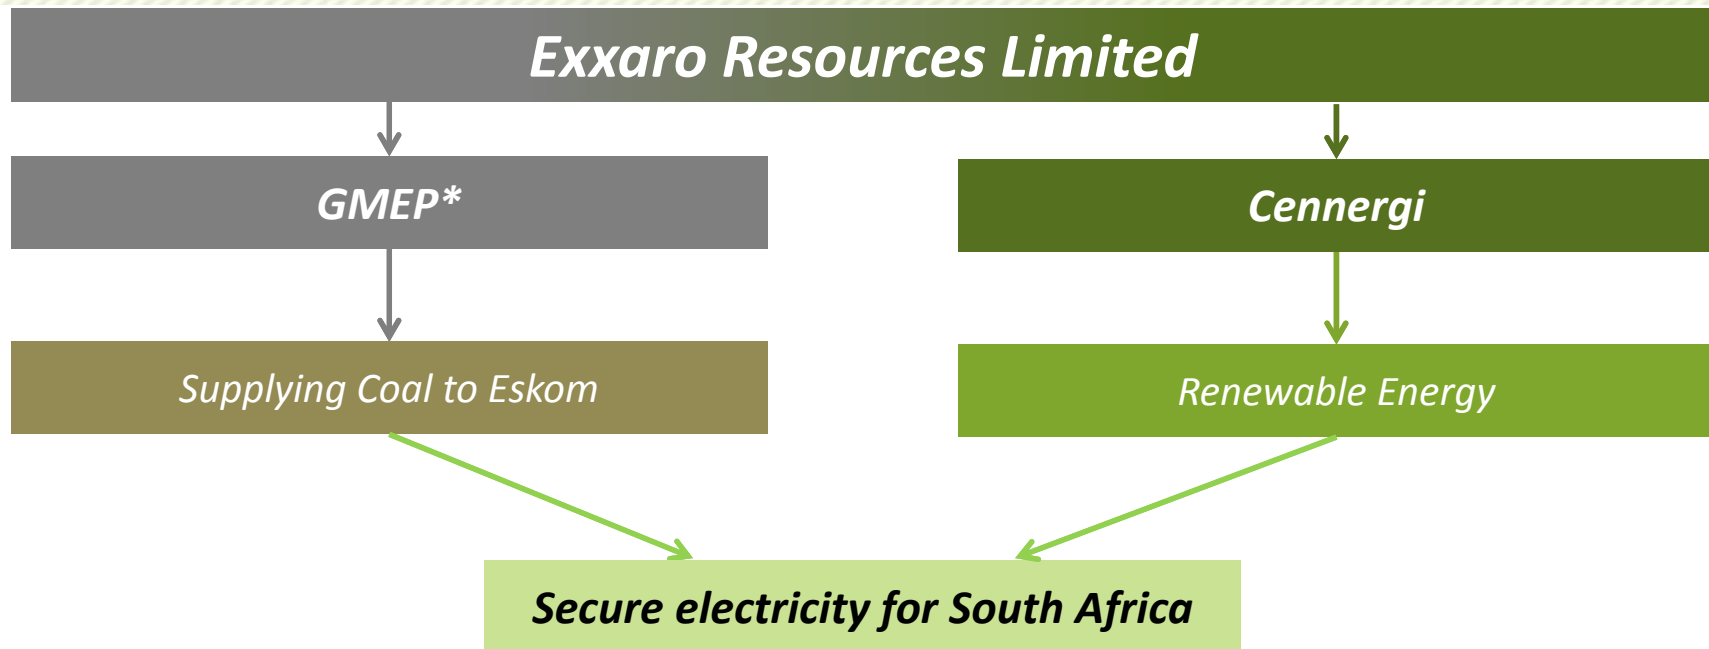 Exxaro Resources Limited
GMEP*
Cennergi
Supplying Coal to Eskom
Renewable Energy
Secure electricity for South Africa